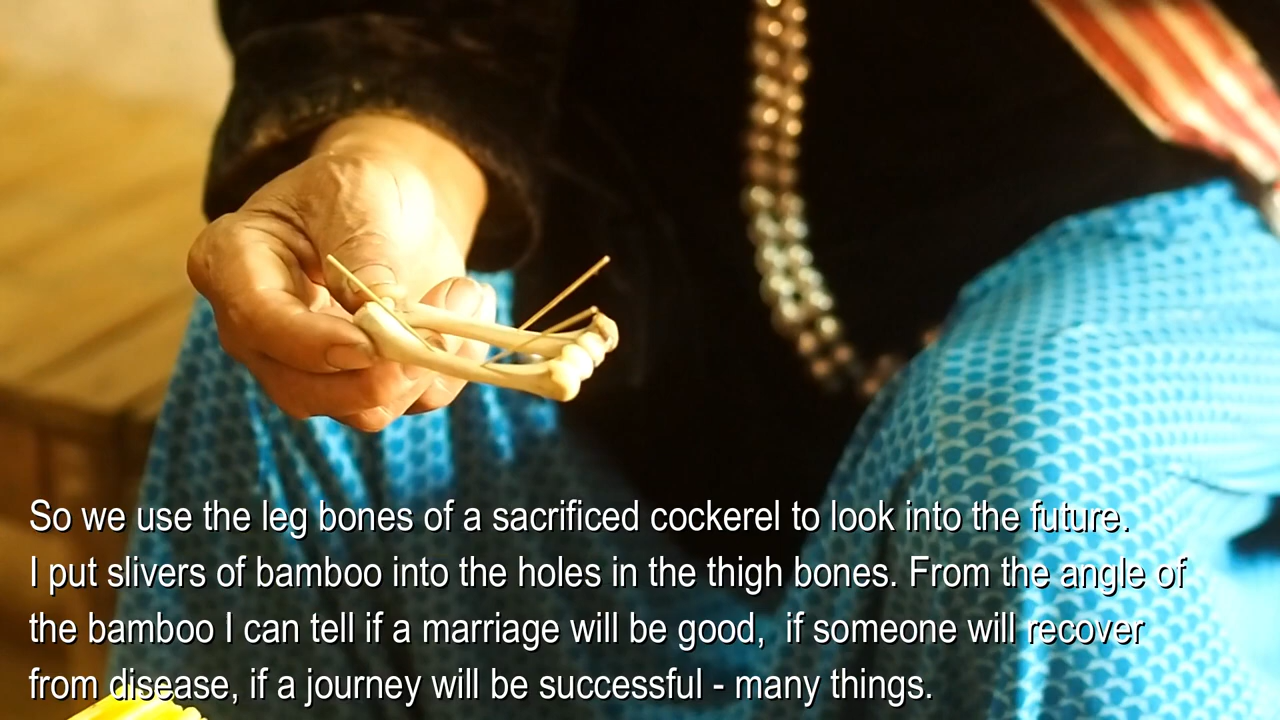 So we use the leg bones of a sacrificed cockerel to look into the future.
I put slivers of bamboo into the holes in the thigh bones. From the angle of
the bamboo I can tell if a marriage will be good,  if someone will recover
from disease, if a journey will be successful - many things.